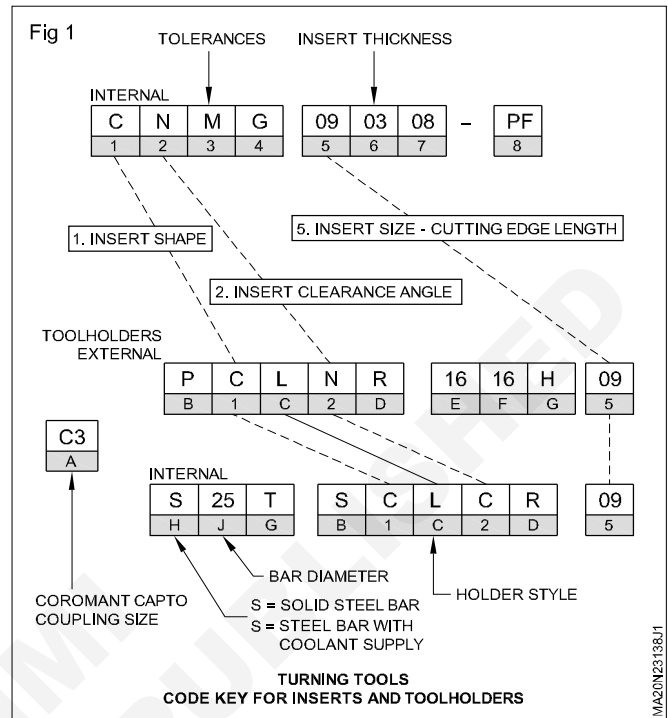 Fig 1
TOLERANCES INSERT THICKNESS
INTERNAL
C N M G 09 03 08 – PF
1 2 3 4 5 6 7 8
1. INSERT SHAPE
5. INSERT SIZE - CUTTING EDGE LENGTH
2. INSERT CLEARANCE ANGLE
TOOLHOLDERS
EXTERNAL
P C L N R 16 16 H 09
B 1 C 2 D E F G 5
C3
A
INTERNAL
S 25 T S C L C R 09
H J G B 1 C 2 D 5
BAR DIAMETER
HOLDER STYLE
COROMANT CAPTO
COUPLING SIZE
S = SOLID STEEL BAR
S = STEEL BAR WITH
COOLANT SUPPLY
TURNING TOOLS
CODE KEY FOR INSERTS AND TOOLHOLDERS
MA20N23138J1